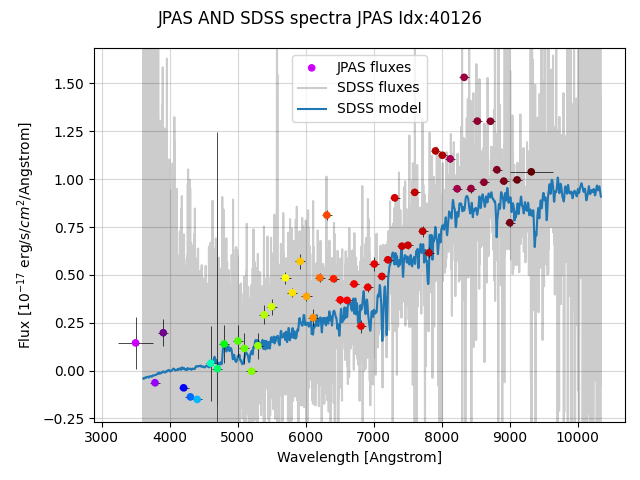 JPAS AND SDSS spectra JPAS Idx:40126
JPAS fluxes
SDSS fluxes
SDSS model
Flux [10⁻¹⁷ erg/s/cm²/Angstrom]
1.50
1.25
1.00
0.75
0.50
0.25
0.00
−0.25
3000 4000 5000 6000 7000 8000 9000 10000
Wavelength [Angstrom]